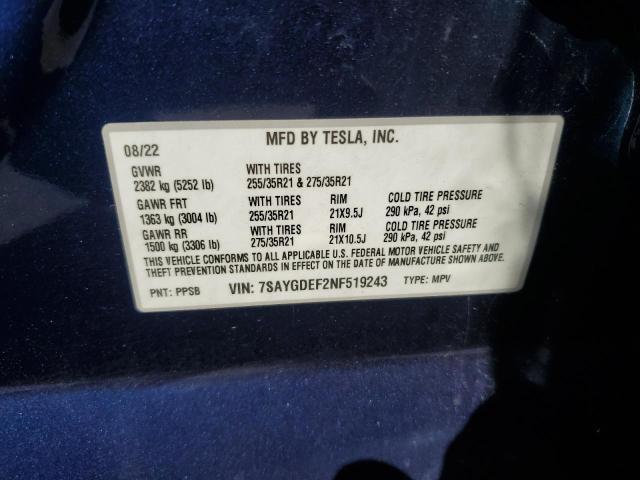 MFD BY TESLA, INC.
08/22
GVWR WITH TIRES
2382 kg (5252 lb) 255/35R21 & 275/35R21
GAWR FRT WITH TIRES RIM COLD TIRE PRESSURE
1363 kg (3004 lb) 255/35R21 21X9.5J 290 kPa, 42 psi
GAWR RR WITH TIRES RIM COLD TIRE PRESSURE
1500 kg (3306 lb) 275/35R21 21X10.5J 290 kPa, 42 psi
THIS VEHICLE CONFORMS TO ALL APPLICABLE U.S. FEDERAL MOTOR VEHICLE SAFETY AND
THEFT PREVENTION STANDARDS IN EFFECT ON THE DATE OF MANUFACTURE SHOWN ABOVE.
PNT: PPSB VIN: 7SAYGDEF2NF519243 TYPE: MPV